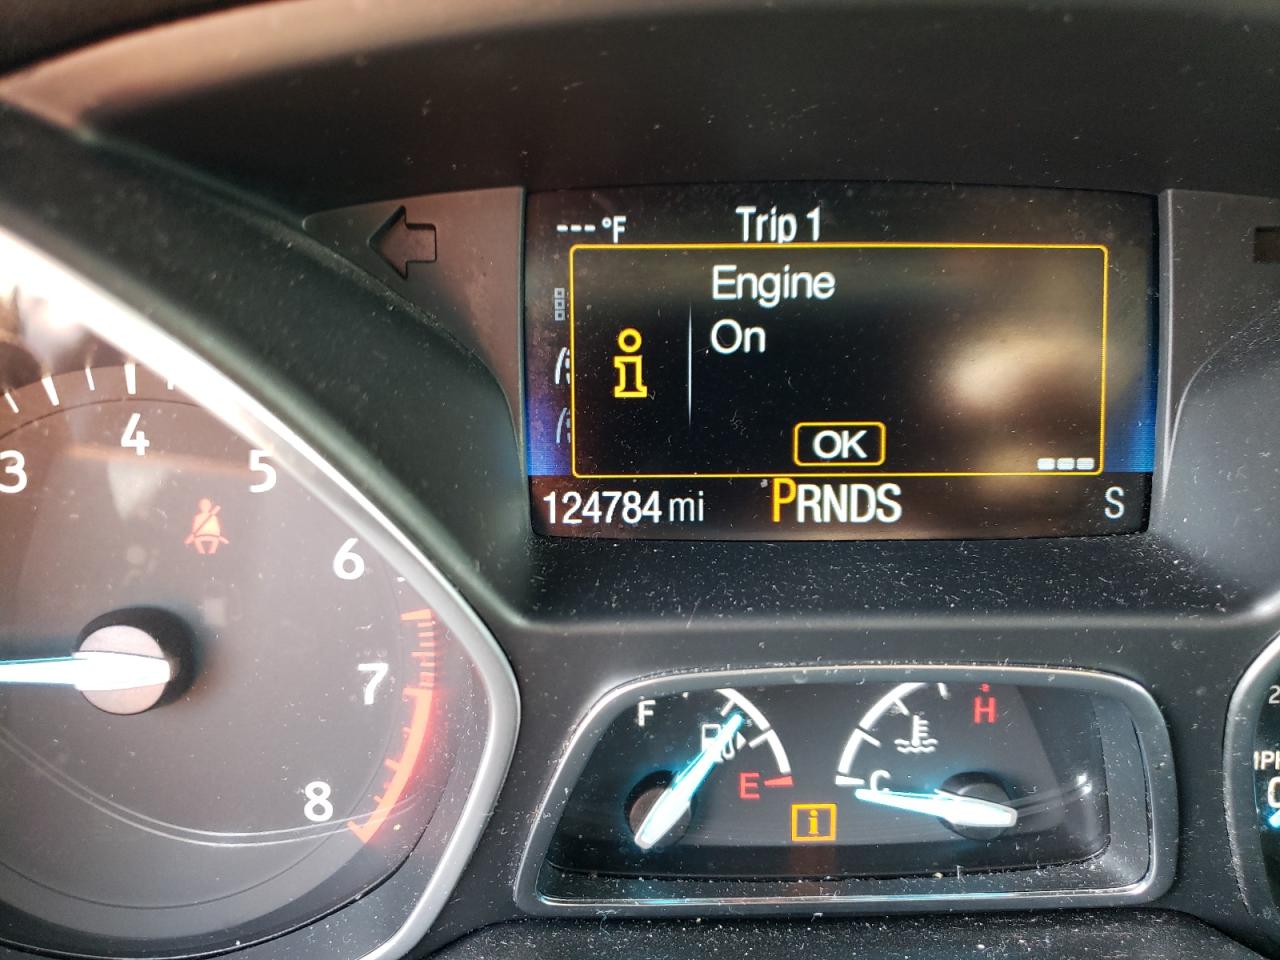 ---°F Trip 1
Engine
On
i
OK
124784 mi PRNDS S
3 4 5 6 7 8
F E
C H
i